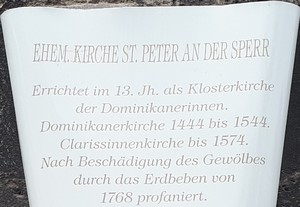 EHEM. KIRCHE ST. PETER AN DER SPERR
Errichtet im 13. Jh. als Klosterkirche
der Dominikanerinnen.
Dominikanerkirche 1444 bis 1544,
Clarissinnenkirche bis 1574.
Nach Beschädigung des Gewölbes
durch das Erdbeben von
1768 profaniert.